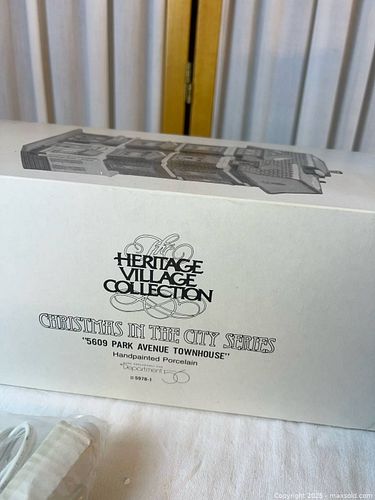 The
HERITAGE
VILLAGE
COLLECTION
CHRISTMAS IN THE CITY SERIES
"5609 PARK AVENUE TOWNHOUSE"
Handpainted Porcelain
Department 56
# 5978-1
Copyright 2025 - maxsold.com